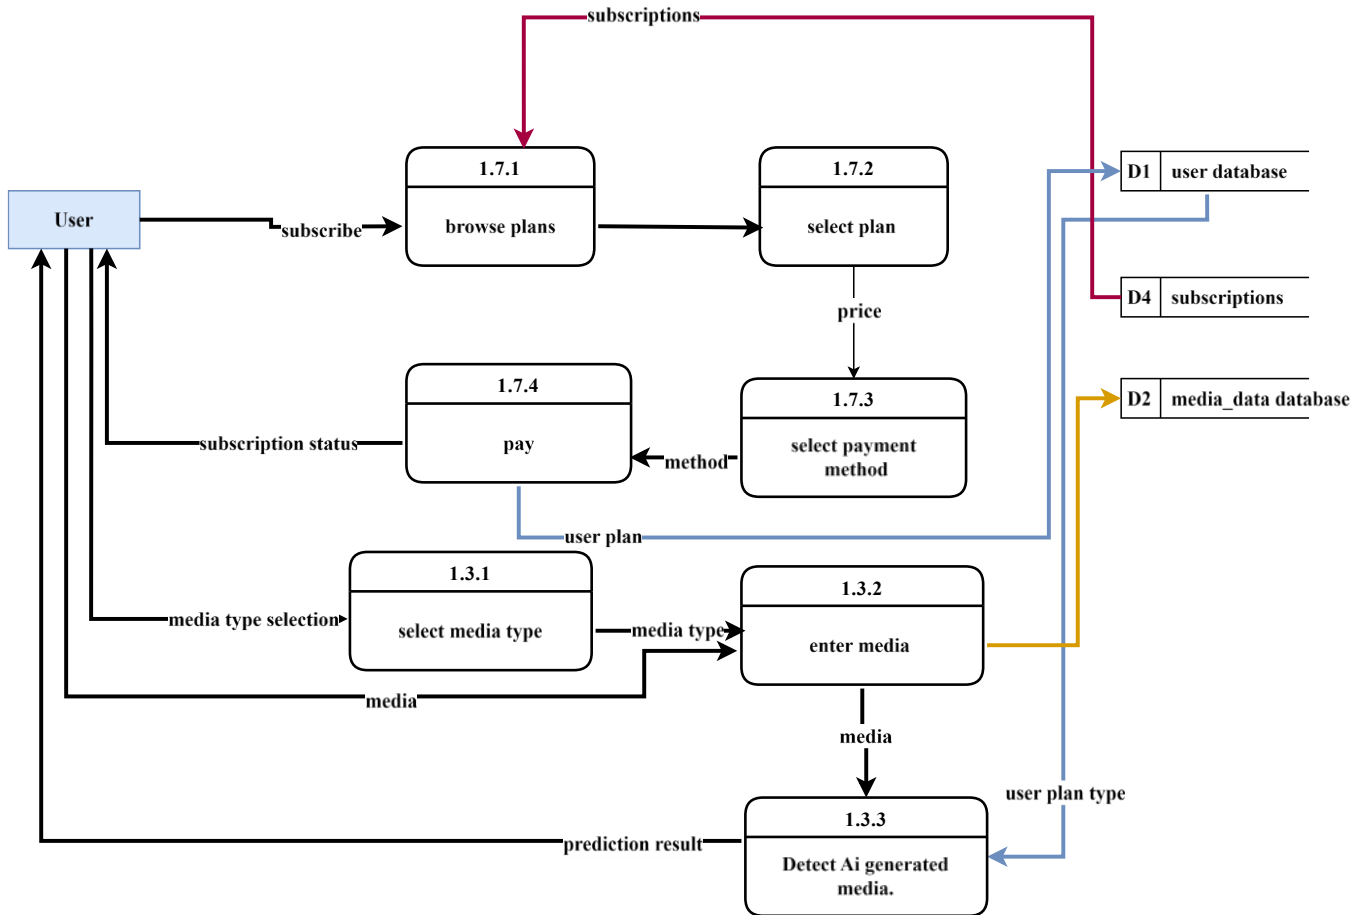 subscriptions
1.7.1
browse plans
1.7.2
select plan
D1
user database
User
subscribe
D4
subscriptions
price
1.7.4
pay
1.7.3
select payment
method
D2
media_data database
subscription status
method
user plan
1.3.1
select media type
1.3.2
enter media
media type selection
media type
media
media
user plan type
1.3.3
Detect Ai generated
media.
prediction result